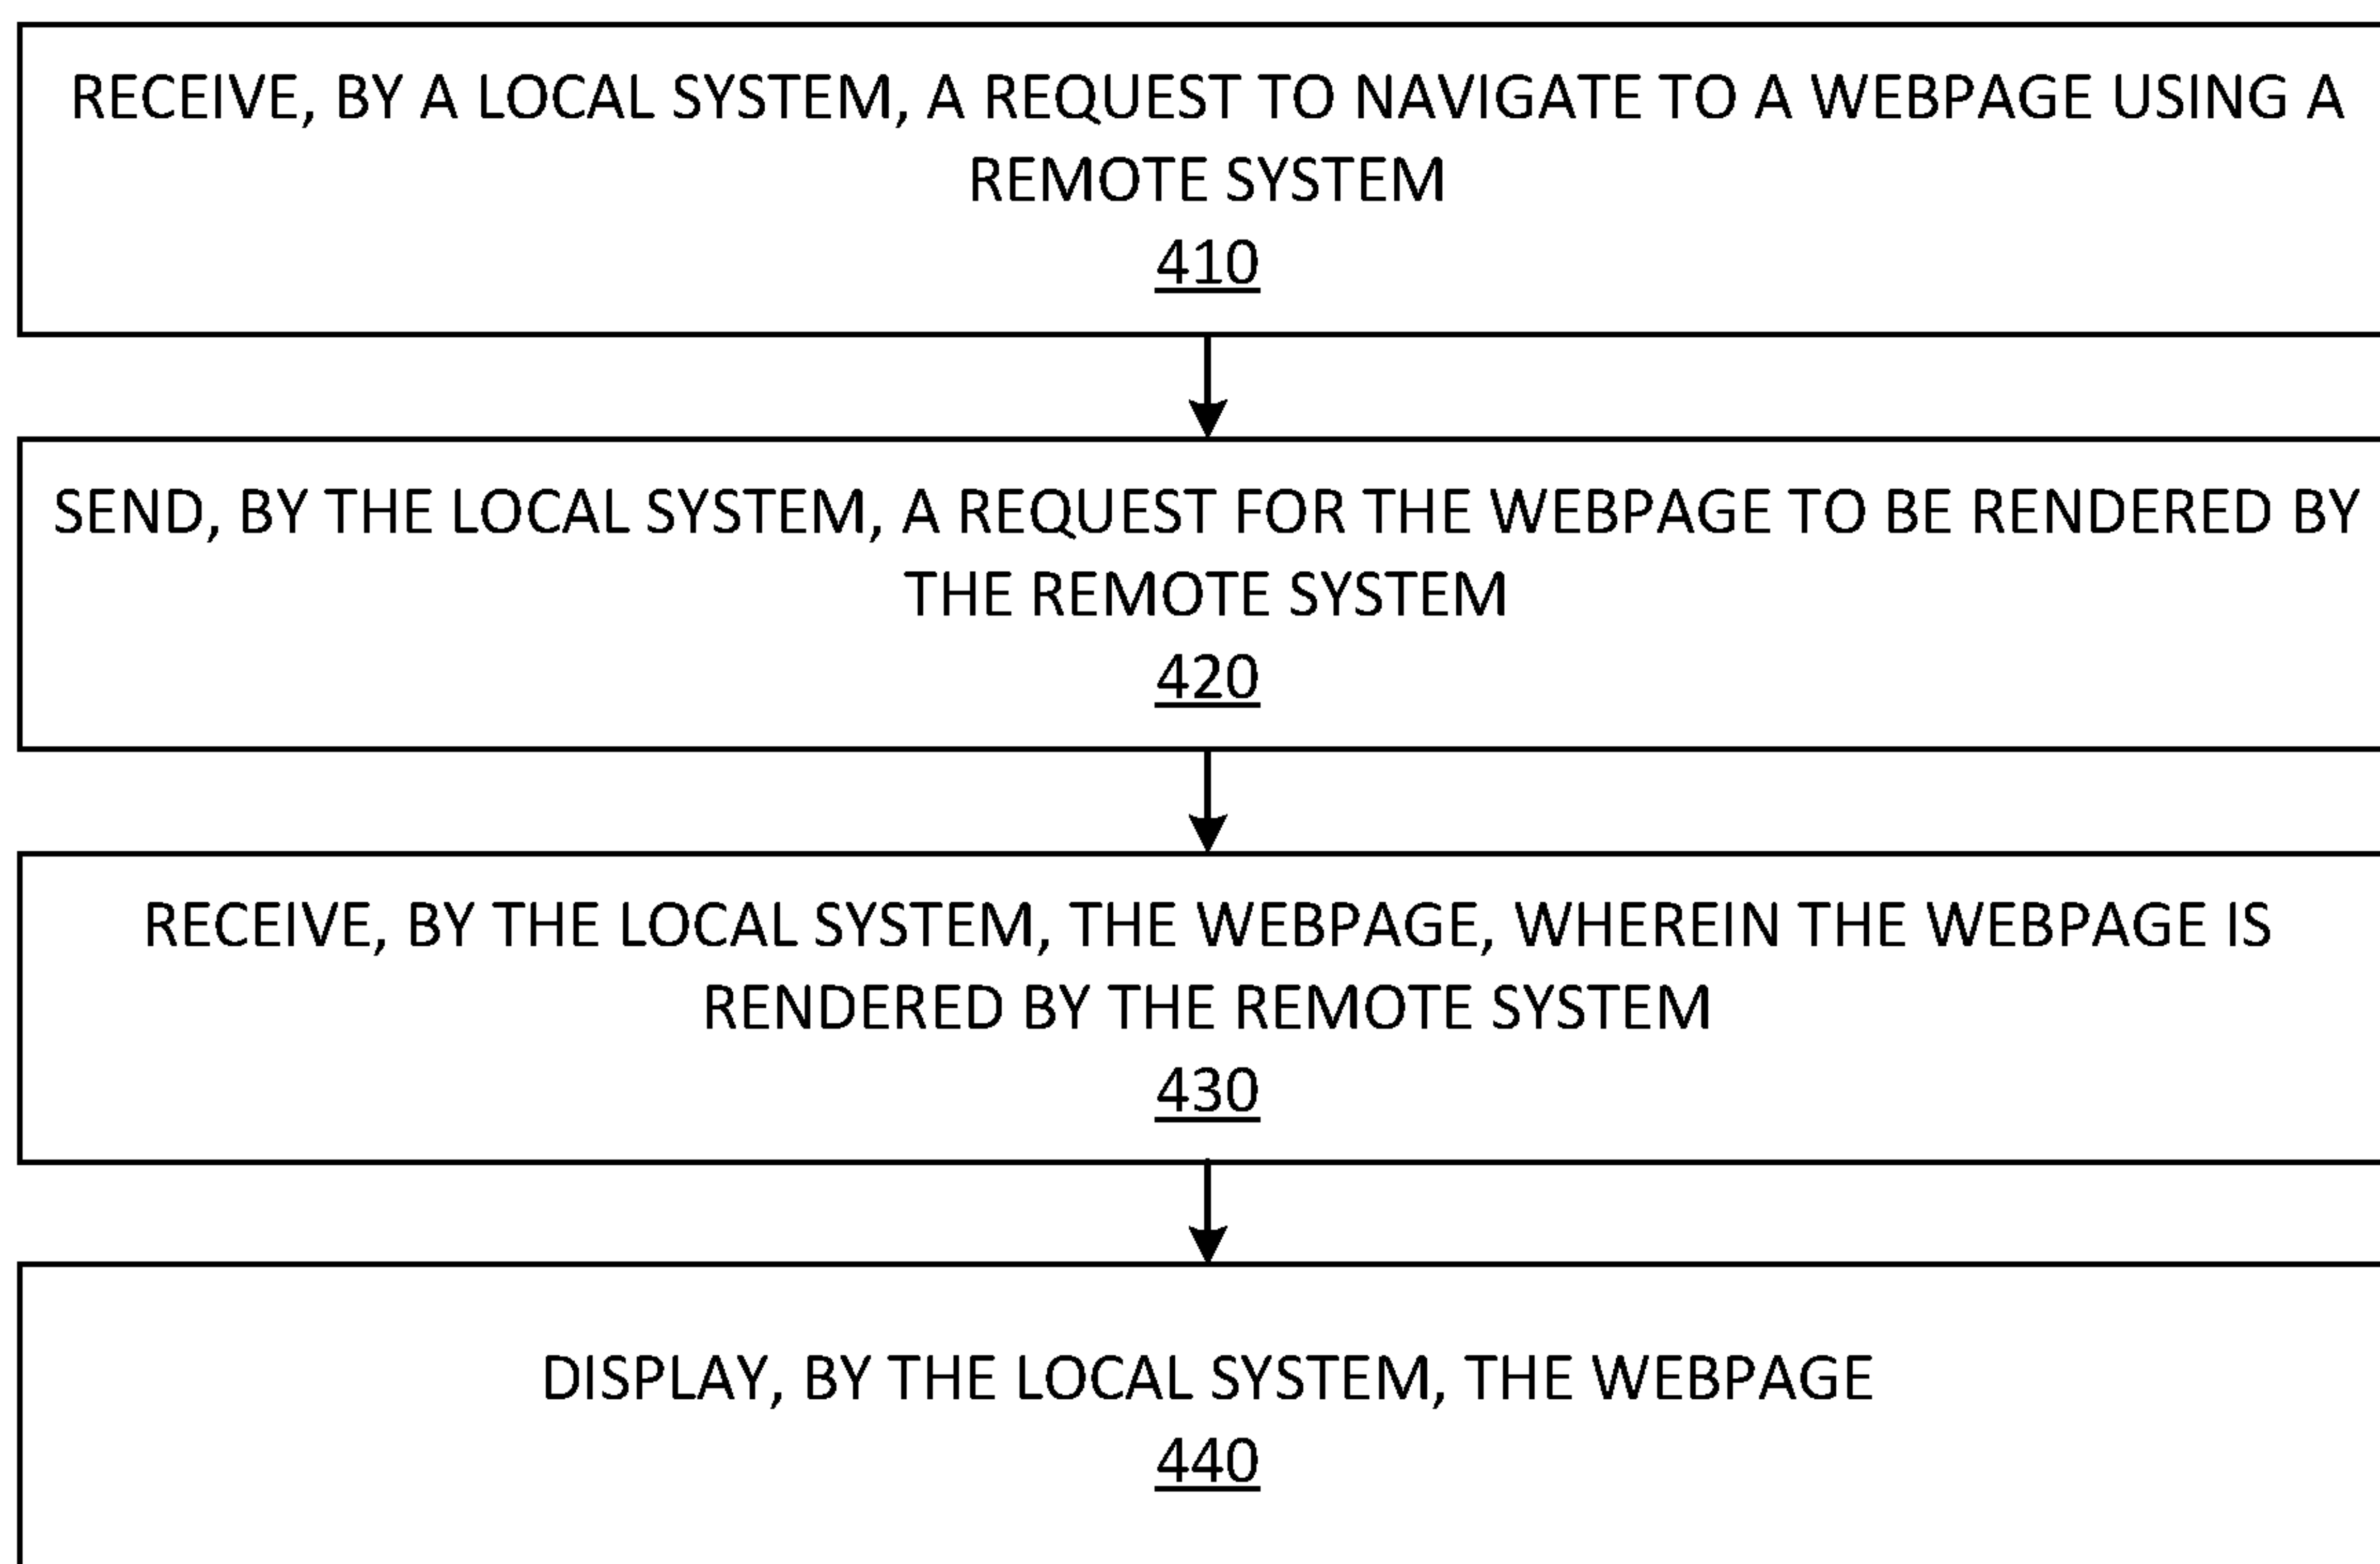 RECEIVE, BY A LOCAL SYSTEM, A REQUEST TO NAVIGATE TO A WEBPAGE USING A
REMOTE SYSTEM
410
SEND, BY THE LOCAL SYSTEM, A REQUEST FOR THE WEBPAGE TO BE RENDERED BY
THE REMOTE SYSTEM
420
RECEIVE, BY THE LOCAL SYSTEM, THE WEBPAGE, WHEREIN THE WEBPAGE IS
RENDERED BY THE REMOTE SYSTEM
430
DISPLAY, BY THE LOCAL SYSTEM, THE WEBPAGE
440